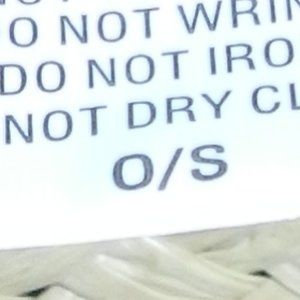 DO NOT WRIN
DO NOT IRO
NOT DRY CL
O/S